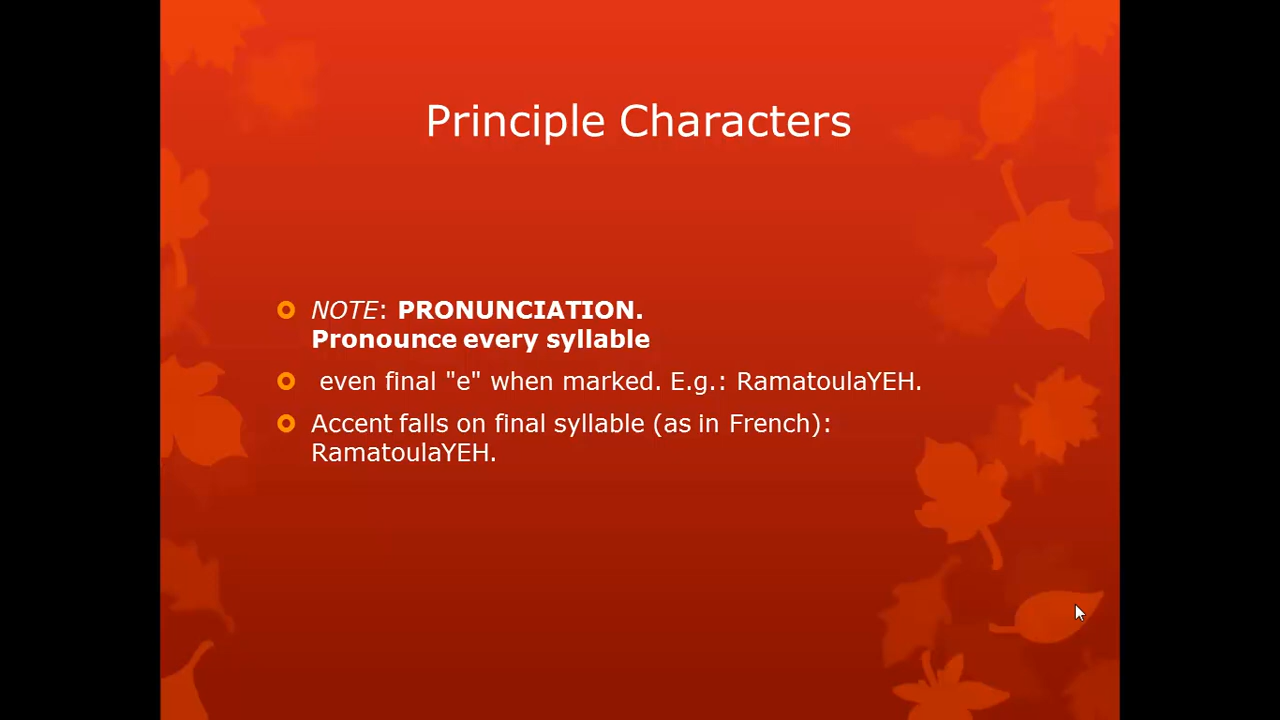 Principle Characters
NOTE: PRONUNCIATION.
Pronounce every syllable
even final "e" when marked. E.g.: RamatoulaYEH.
Accent falls on final syllable (as in French):
RamatoulaYEH.